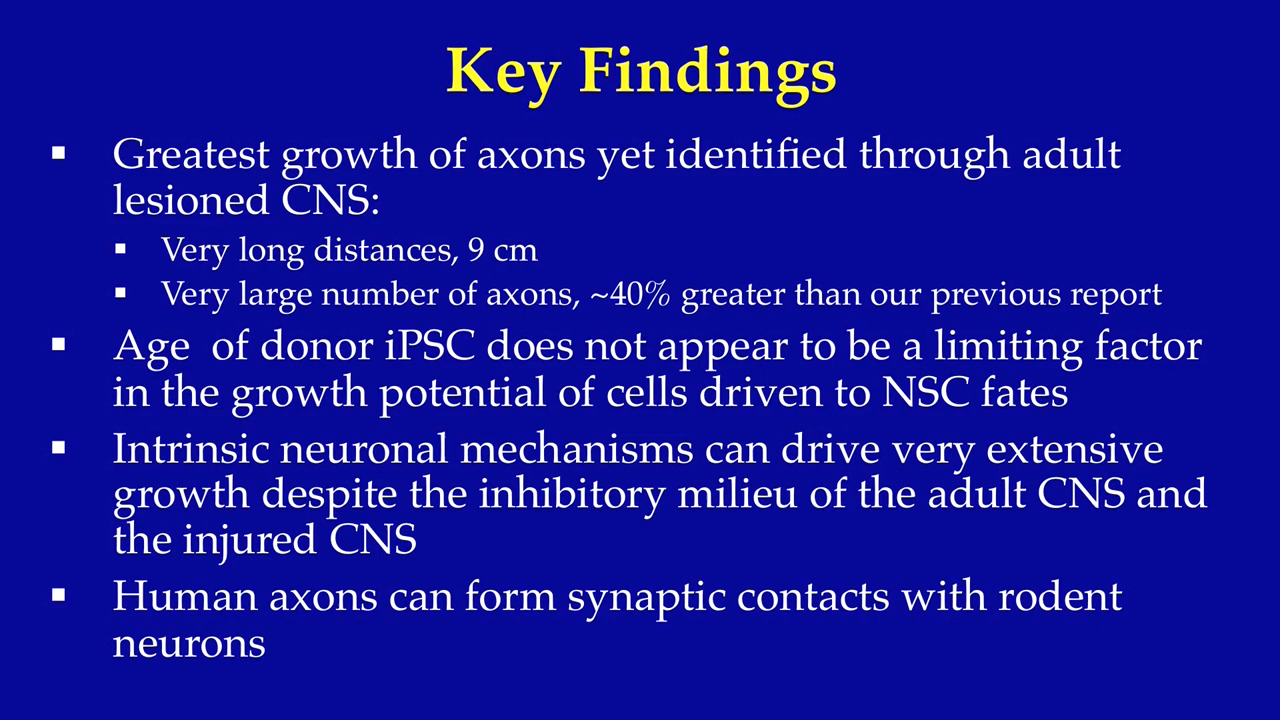 Key Findings
▪ Greatest growth of axons yet identified through adult
lesioned CNS:
▪ Very long distances, 9 cm
▪ Very large number of axons, ~40% greater than our previous report
▪ Age  of donor iPSC does not appear to be a limiting factor
in the growth potential of cells driven to NSC fates
▪ Intrinsic neuronal mechanisms can drive very extensive
growth despite the inhibitory milieu of the adult CNS and
the injured CNS
▪ Human axons can form synaptic contacts with rodent
neurons